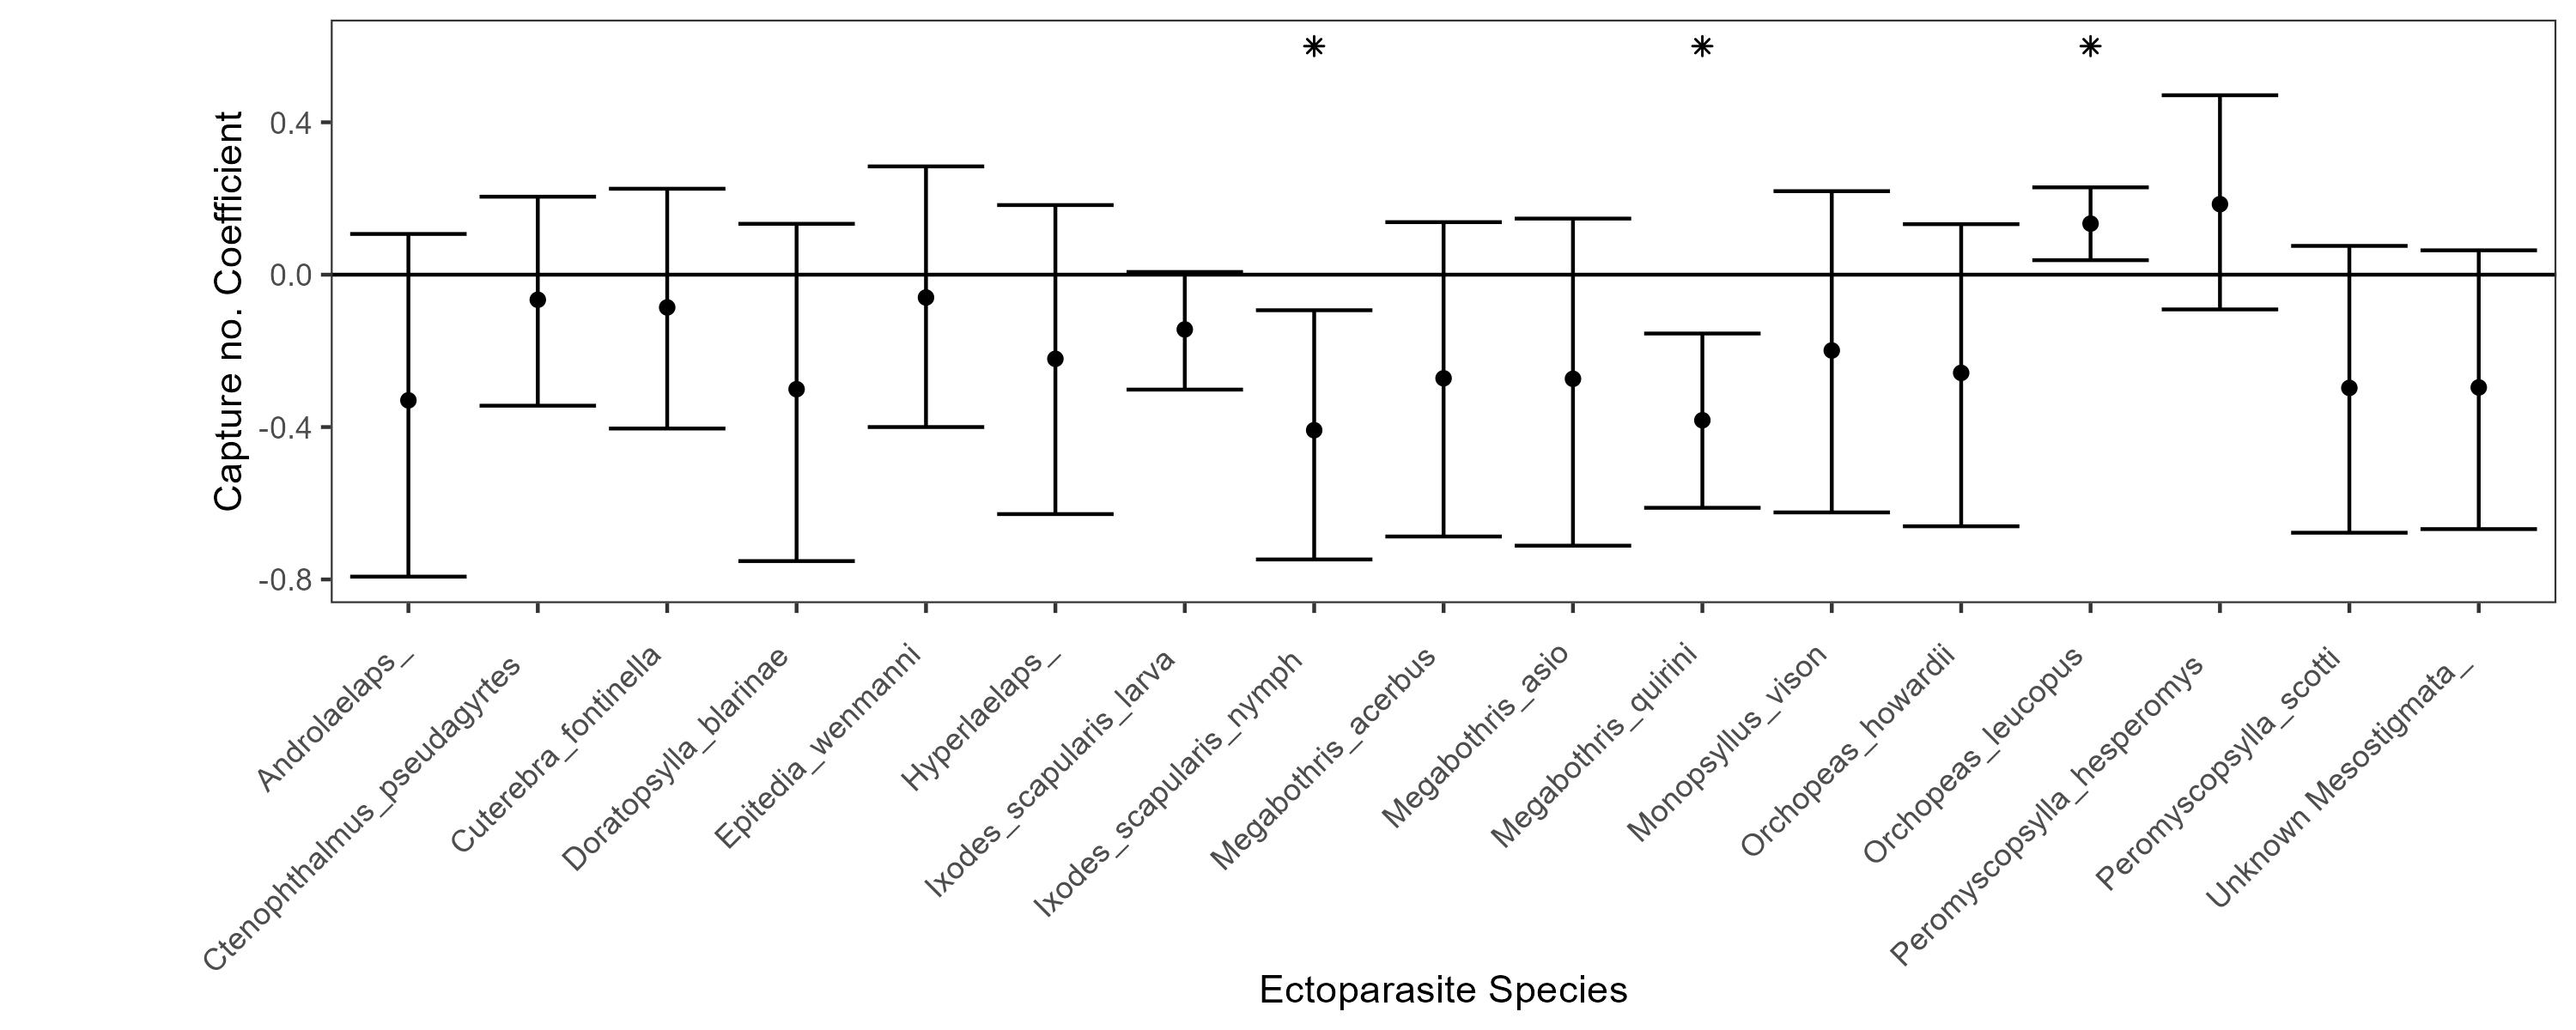 *
*
*
Capture no. Coefficient
0.4
0.0
-0.4
-0.8
Androlaelaps_
Ctenophthalmus_pseudagyrtes
Cuterebra_fontinella
Doratopsylla_blarinae
Epitedia_wenmanni
Hyperlaelaps_
Ixodes_scapularis_larva
Ixodes_scapularis_nymph
Megabothris_acerbus
Megabothris_asio
Megabothris_quirini
Monopsyllus_vison
Orchopeas_howardii
Orchopeas_leucopus
Peromyscopsylla_hesperomys
Peromyscopsylla_scotti
Unknown Mesostigmata_
Ectoparasite Species